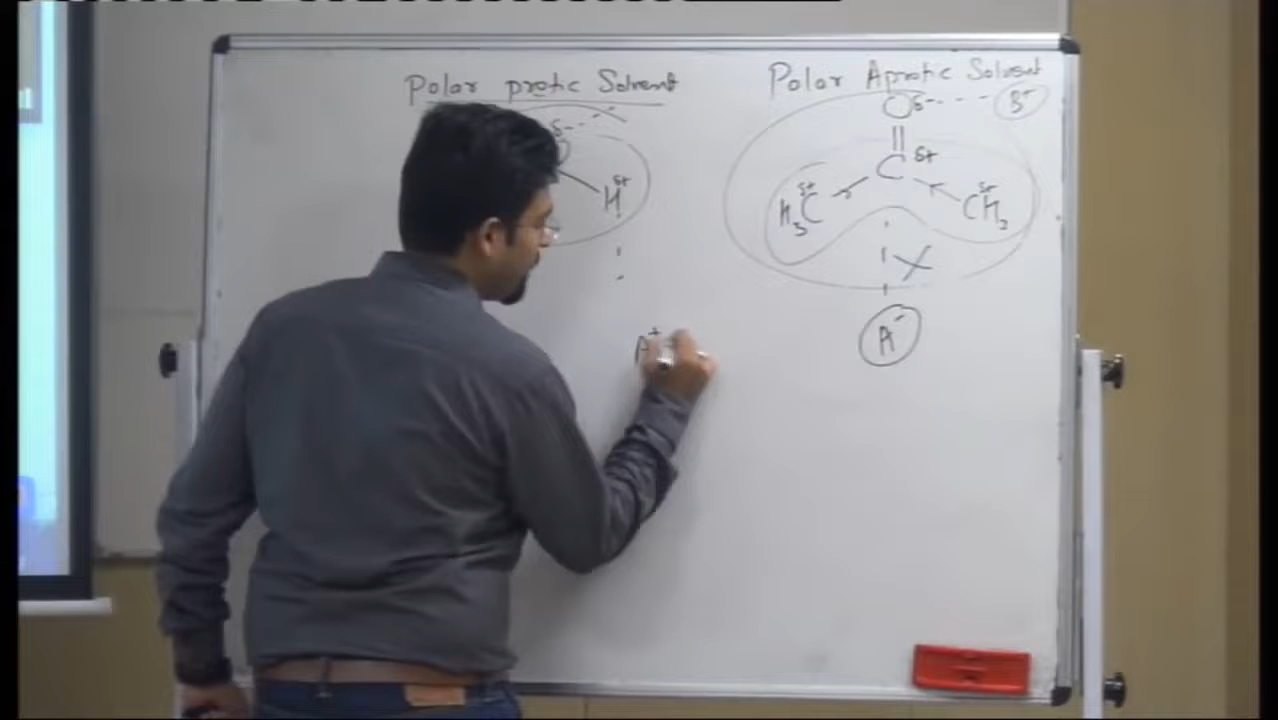 Polar protic Solvent
δ-
H δ+
A+
Polar Aprotic Solvent
O δ- - - - B-
C δ+
H3C δ+ CH3 δ+
A-